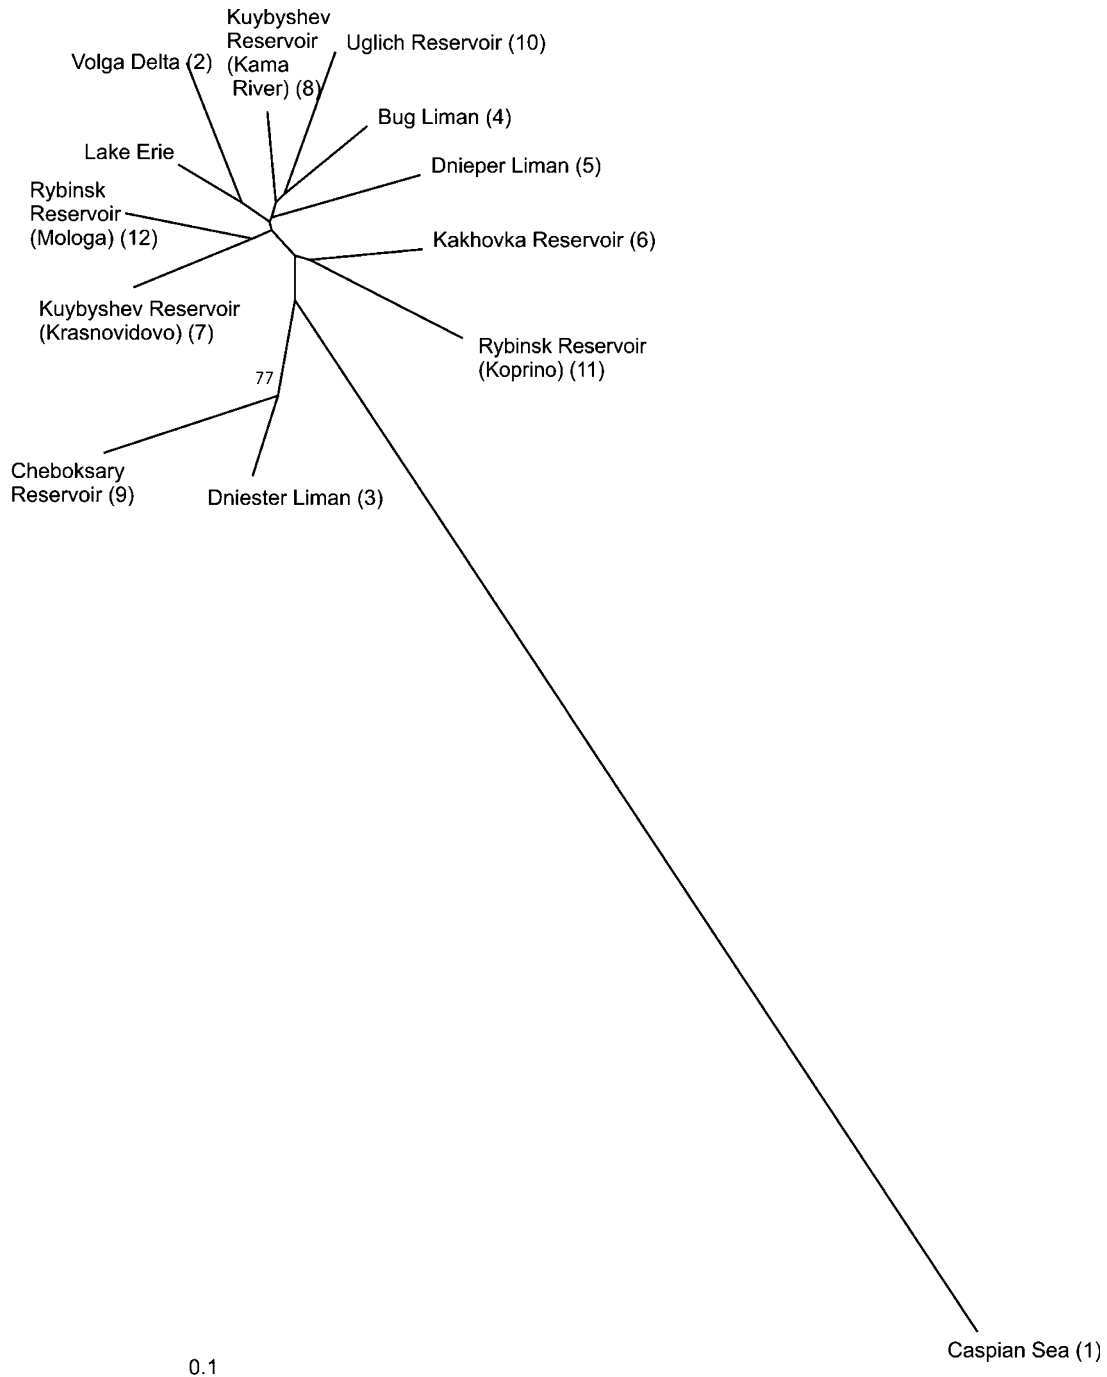 Kuybyshev
Reservoir
(Kama
River) (8)
Uglich Reservoir (10)
Volga Delta (2)
Bug Liman (4)
Lake Erie
Dnieper Liman (5)
Rybinsk
Reservoir
(Mologa) (12)
Kakhovka Reservoir (6)
Kuybyshev Reservoir
(Krasnovidovo) (7)
Rybinsk Reservoir
(Koprino) (11)
77
Cheboksary
Reservoir (9)
Dniester Liman (3)
Caspian Sea (1)
0.1